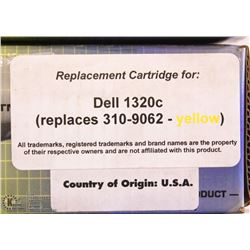 Replacement Cartridge for:
Dell 1320c
(replaces 310-9062 - yellow)
All trademarks, registered trademarks and brand names are the property
of their respective owners and are not affiliated with this product.
Country of Origin: U.S.A.